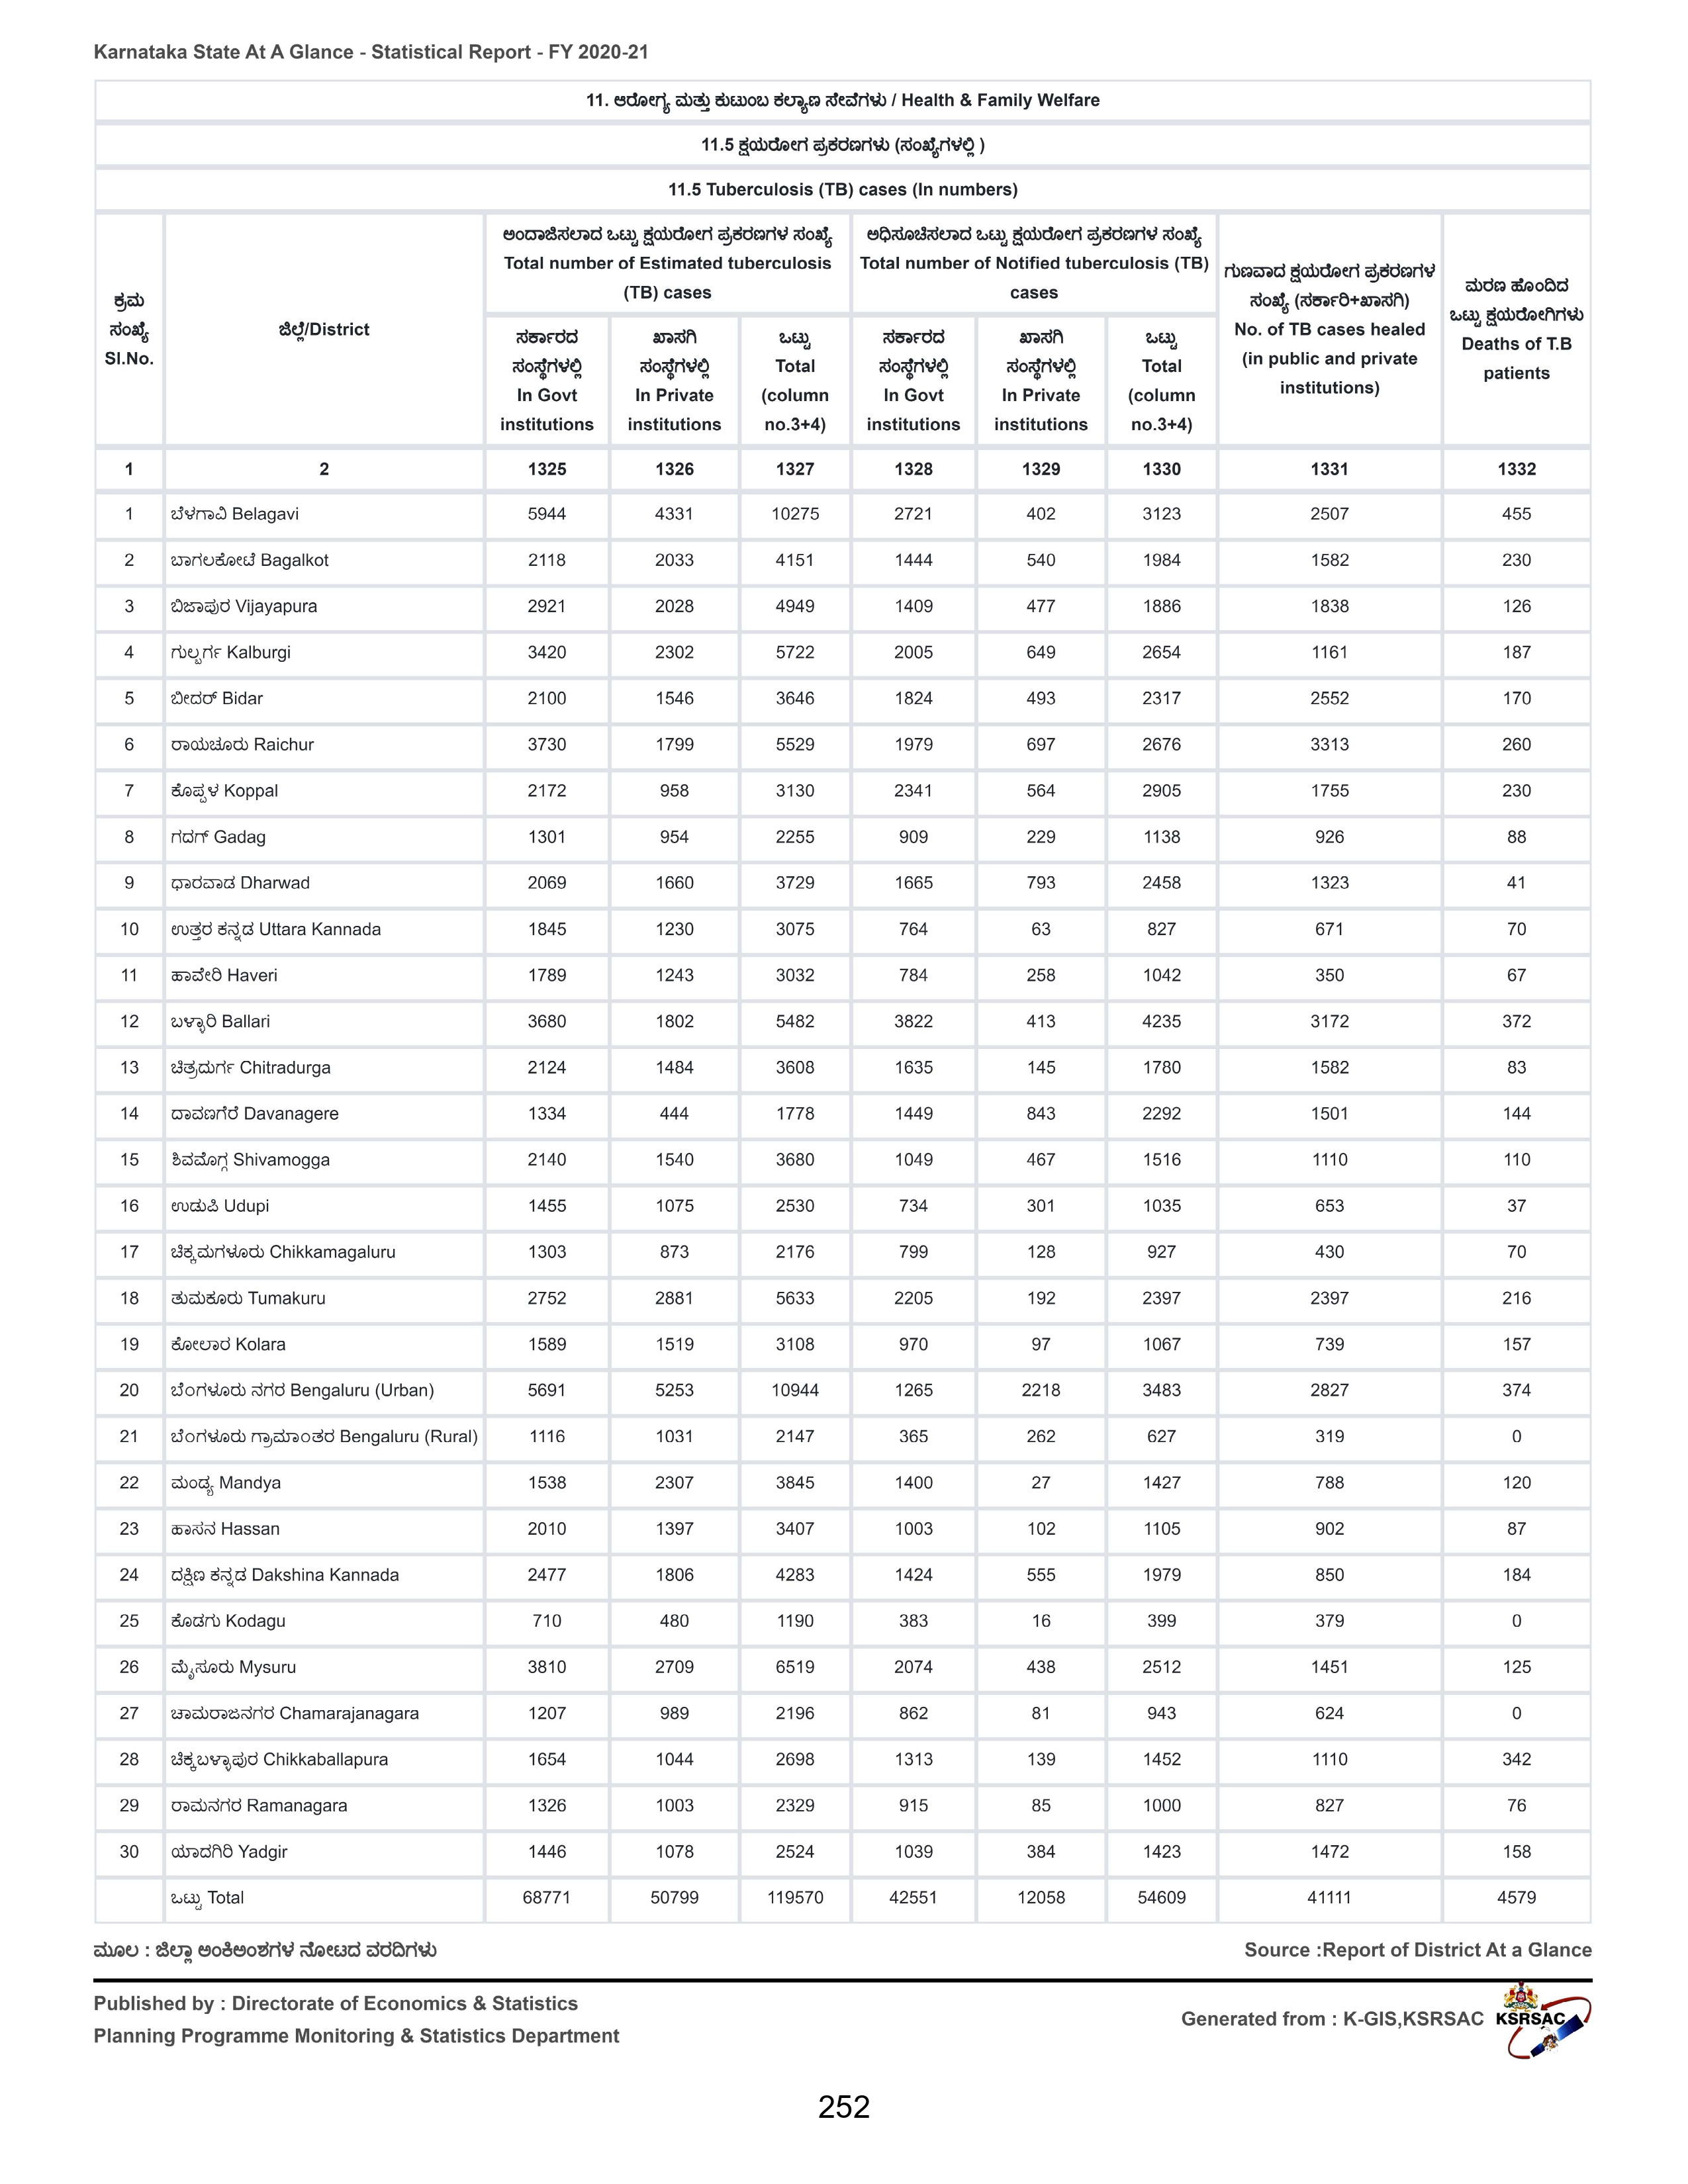 Karnataka State At A Glance - Statistical Report - FY 2020-21
11. ಆರೋಗ್ಯ ಮತ್ತು ಕುಟುಂಬ ಕಲ್ಯಾಣ ಸೇವೆಗಳು / Health & Family Welfare
11.5 ಕ್ಷಯರೋಗ ಪ್ರಕರಣಗಳು (ಸಂಖ್ಯೆಗಳಲ್ಲಿ )
11.5 Tuberculosis (TB) cases (In numbers)
ಕ್ರಮ
ಸಂಖ್ಯೆ
Sl.No.
ಜಿಲ್ಲೆ/District
ಅಂದಾಜಿಸಲಾದ ಒಟ್ಟು ಕ್ಷಯರೋಗ ಪ್ರಕರಣಗಳ ಸಂಖ್ಯೆ
Total number of Estimated tuberculosis
(TB) cases
ಅಧಿಸೂಚಿಸಲಾದ ಒಟ್ಟು ಕ್ಷಯರೋಗ ಪ್ರಕರಣಗಳ ಸಂಖ್ಯೆ
Total number of Notified tuberculosis (TB)
cases
ಗುಣವಾದ ಕ್ಷಯರೋಗ ಪ್ರಕರಣಗಳ
ಸಂಖ್ಯೆ (ಸರ್ಕಾರಿ+ಖಾಸಗಿ)
No. of TB cases healed
(in public and private
institutions)
ಮರಣ ಹೊಂದಿದ
ಒಟ್ಟು ಕ್ಷಯರೋಗಿಗಳು
Deaths of T.B
patients
ಸರ್ಕಾರದ
ಸಂಸ್ಥೆಗಳಲ್ಲಿ
In Govt
institutions
ಖಾಸಗಿ
ಸಂಸ್ಥೆಗಳಲ್ಲಿ
In Private
institutions
ಒಟ್ಟು
Total
(column
no.3+4)
ಸರ್ಕಾರದ
ಸಂಸ್ಥೆಗಳಲ್ಲಿ
In Govt
institutions
ಖಾಸಗಿ
ಸಂಸ್ಥೆಗಳಲ್ಲಿ
In Private
institutions
ಒಟ್ಟು
Total
(column
no.3+4)
1 2 1325 1326 1327 1328 1329 1330 1331 1332
1 ಬೆಳಗಾವಿ Belagavi 5944 4331 10275 2721 402 3123 2507 455
2 ಬಾಗಲಕೋಟೆ Bagalkot 2118 2033 4151 1444 540 1984 1582 230
3 ಬಿಜಾಪುರ Vijayapura 2921 2028 4949 1409 477 1886 1838 126
4 ಗುಲ್ಬರ್ಗ Kalburgi 3420 2302 5722 2005 649 2654 1161 187
5 ಬೀದರ್ Bidar 2100 1546 3646 1824 493 2317 2552 170
6 ರಾಯಚೂರು Raichur 3730 1799 5529 1979 697 2676 3313 260
7 ಕೊಪ್ಪಳ Koppal 2172 958 3130 2341 564 2905 1755 230
8 ಗದಗ್ Gadag 1301 954 2255 909 229 1138 926 88
9 ಧಾರವಾಡ Dharwad 2069 1660 3729 1665 793 2458 1323 41
10 ಉತ್ತರ ಕನ್ನಡ Uttara Kannada 1845 1230 3075 764 63 827 671 70
11 ಹಾವೇರಿ Haveri 1789 1243 3032 784 258 1042 350 67
12 ಬಳ್ಳಾರಿ Ballari 3680 1802 5482 3822 413 4235 3172 372
13 ಚಿತ್ರದುರ್ಗ Chitradurga 2124 1484 3608 1635 145 1780 1582 83
14 ದಾವಣಗೆರೆ Davanagere 1334 444 1778 1449 843 2292 1501 144
15 ಶಿವಮೊಗ್ಗ Shivamogga 2140 1540 3680 1049 467 1516 1110 110
16 ಉಡುಪಿ Udupi 1455 1075 2530 734 301 1035 653 37
17 ಚಿಕ್ಕಮಗಳೂರು Chikkamagaluru 1303 873 2176 799 128 927 430 70
18 ತುಮಕೂರು Tumakuru 2752 2881 5633 2205 192 2397 2397 216
19 ಕೋಲಾರ Kolara 1589 1519 3108 970 97 1067 739 157
20 ಬೆಂಗಳೂರು ನಗರ Bengaluru (Urban) 5691 5253 10944 1265 2218 3483 2827 374
21 ಬೆಂಗಳೂರು ಗ್ರಾಮಾಂತರ Bengaluru (Rural) 1116 1031 2147 365 262 627 319 0
22 ಮಂಡ್ಯ Mandya 1538 2307 3845 1400 27 1427 788 120
23 ಹಾಸನ Hassan 2010 1397 3407 1003 102 1105 902 87
24 ದಕ್ಷಿಣ ಕನ್ನಡ Dakshina Kannada 2477 1806 4283 1424 555 1979 850 184
25 ಕೊಡಗು Kodagu 710 480 1190 383 16 399 379 0
26 ಮೈಸೂರು Mysuru 3810 2709 6519 2074 438 2512 1451 125
27 ಚಾಮರಾಜನಗರ Chamarajanagara 1207 989 2196 862 81 943 624 0
28 ಚಿಕ್ಕಬಳ್ಳಾಪುರ Chikkaballapura 1654 1044 2698 1313 139 1452 1110 342
29 ರಾಮನಗರ Ramanagara 1326 1003 2329 915 85 1000 827 76
30 ಯಾದಗಿರಿ Yadgir 1446 1078 2524 1039 384 1423 1472 158
ಒಟ್ಟು Total 68771 50799 119570 42551 12058 54609 41111 4579
ಮೂಲ : ಜಿಲ್ಲಾ ಅಂಕಿಅಂಶಗಳ ನೋಟದ ವರದಿಗಳು Source :Report of District At a Glance
Published by : Directorate of Economics & Statistics
Planning Programme Monitoring & Statistics Department
Generated from : K-GIS,KSRSAC KSRSAC
252